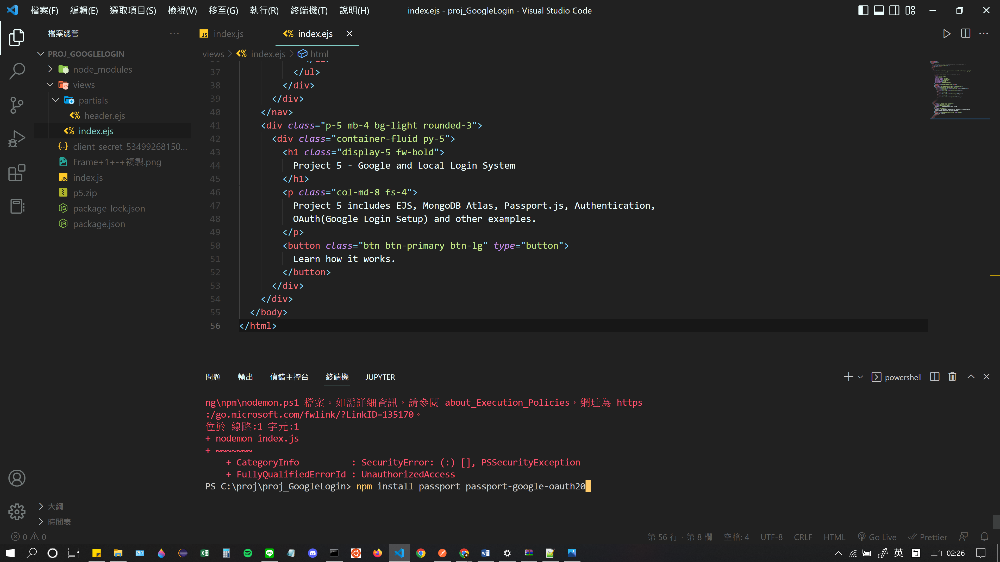 檔案(F) 編輯(E) 選取項目(S) 檢視(V) 移至(G) 執行(R) 終端機(T) 說明(H) index.ejs - proj_GoogleLogin - Visual Studio Code
檔案總管
PROJ_GOOGLELOGIN
node_modules
views
partials
header.ejs
index.ejs
client_secret_53499268150...
Frame+1+-+複製.png
index.js
p5.zip
package-lock.json
package.json
大綱
時間表
JS index.js
index.ejs
views > index.ejs > html
37 </ul>
38 </div>
39 </div>
40 </nav>
41 <div class="p-5 mb-4 bg-light rounded-3">
42 <div class="container-fluid py-5">
43 <h1 class="display-5 fw-bold">
44 Project 5 - Google and Local Login System
45 </h1>
46 <p class="col-md-8 fs-4">
47 Project 5 includes EJS, MongoDB Atlas, Passport.js, Authentication,
48 OAuth(Google Login Setup) and other examples.
49 </p>
50 <button class="btn btn-primary btn-lg" type="button">
51 Learn how it works.
52 </button>
53 </div>
54 </div>
55 </body>
56 </html>
問題 輸出 偵錯主控台 終端機 JUPYTER
powershell
ng\npm\nodemon.ps1 檔案。如需詳細資訊，請參閱 about_Execution_Policies，網址為 https
:/go.microsoft.com/fwlink/?LinkID=135170。
位於 線路:1 字元:1
+ nodemon index.js
+ ~~~~~~~
+ CategoryInfo : SecurityError: (:) [], PSSecurityException
+ FullyQualifiedErrorId : UnauthorizedAccess
PS C:\proj\proj_GoogleLogin> npm install passport passport-google-oauth20
0 0
第 56 行，第 8 欄 空格: 4 UTF-8 CRLF HTML Go Live Prettier
英 上午 02:26